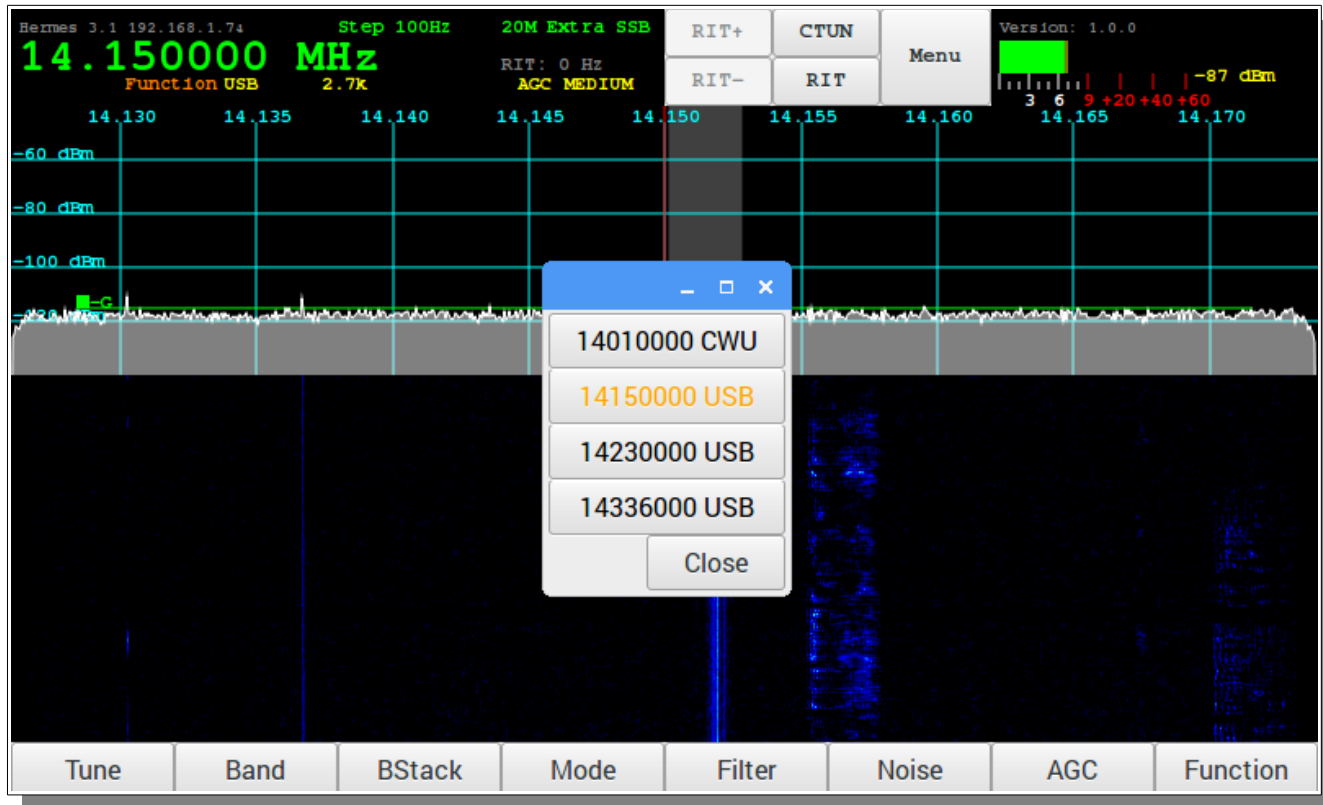 Hermes 3.1 192.168.1.74 Step 100Hz 20M Extra SSB
14.150000 MHz
RIT: 0 Hz
Function USB 2.7k AGC MEDIUM
RIT+ CTUN Menu
RIT- RIT
Version: 1.0.0
-87 dBm
3 6 9 +20 +40 +60
14.130 14.135 14.140 14.145 14.150 14.155 14.160 14.165 14.170
-60 dBm
-80 dBm
-100 dBm
-G
-120 dBm
14010000 CWU
14150000 USB
14230000 USB
14336000 USB
Close
Tune Band BStack Mode Filter Noise AGC Function